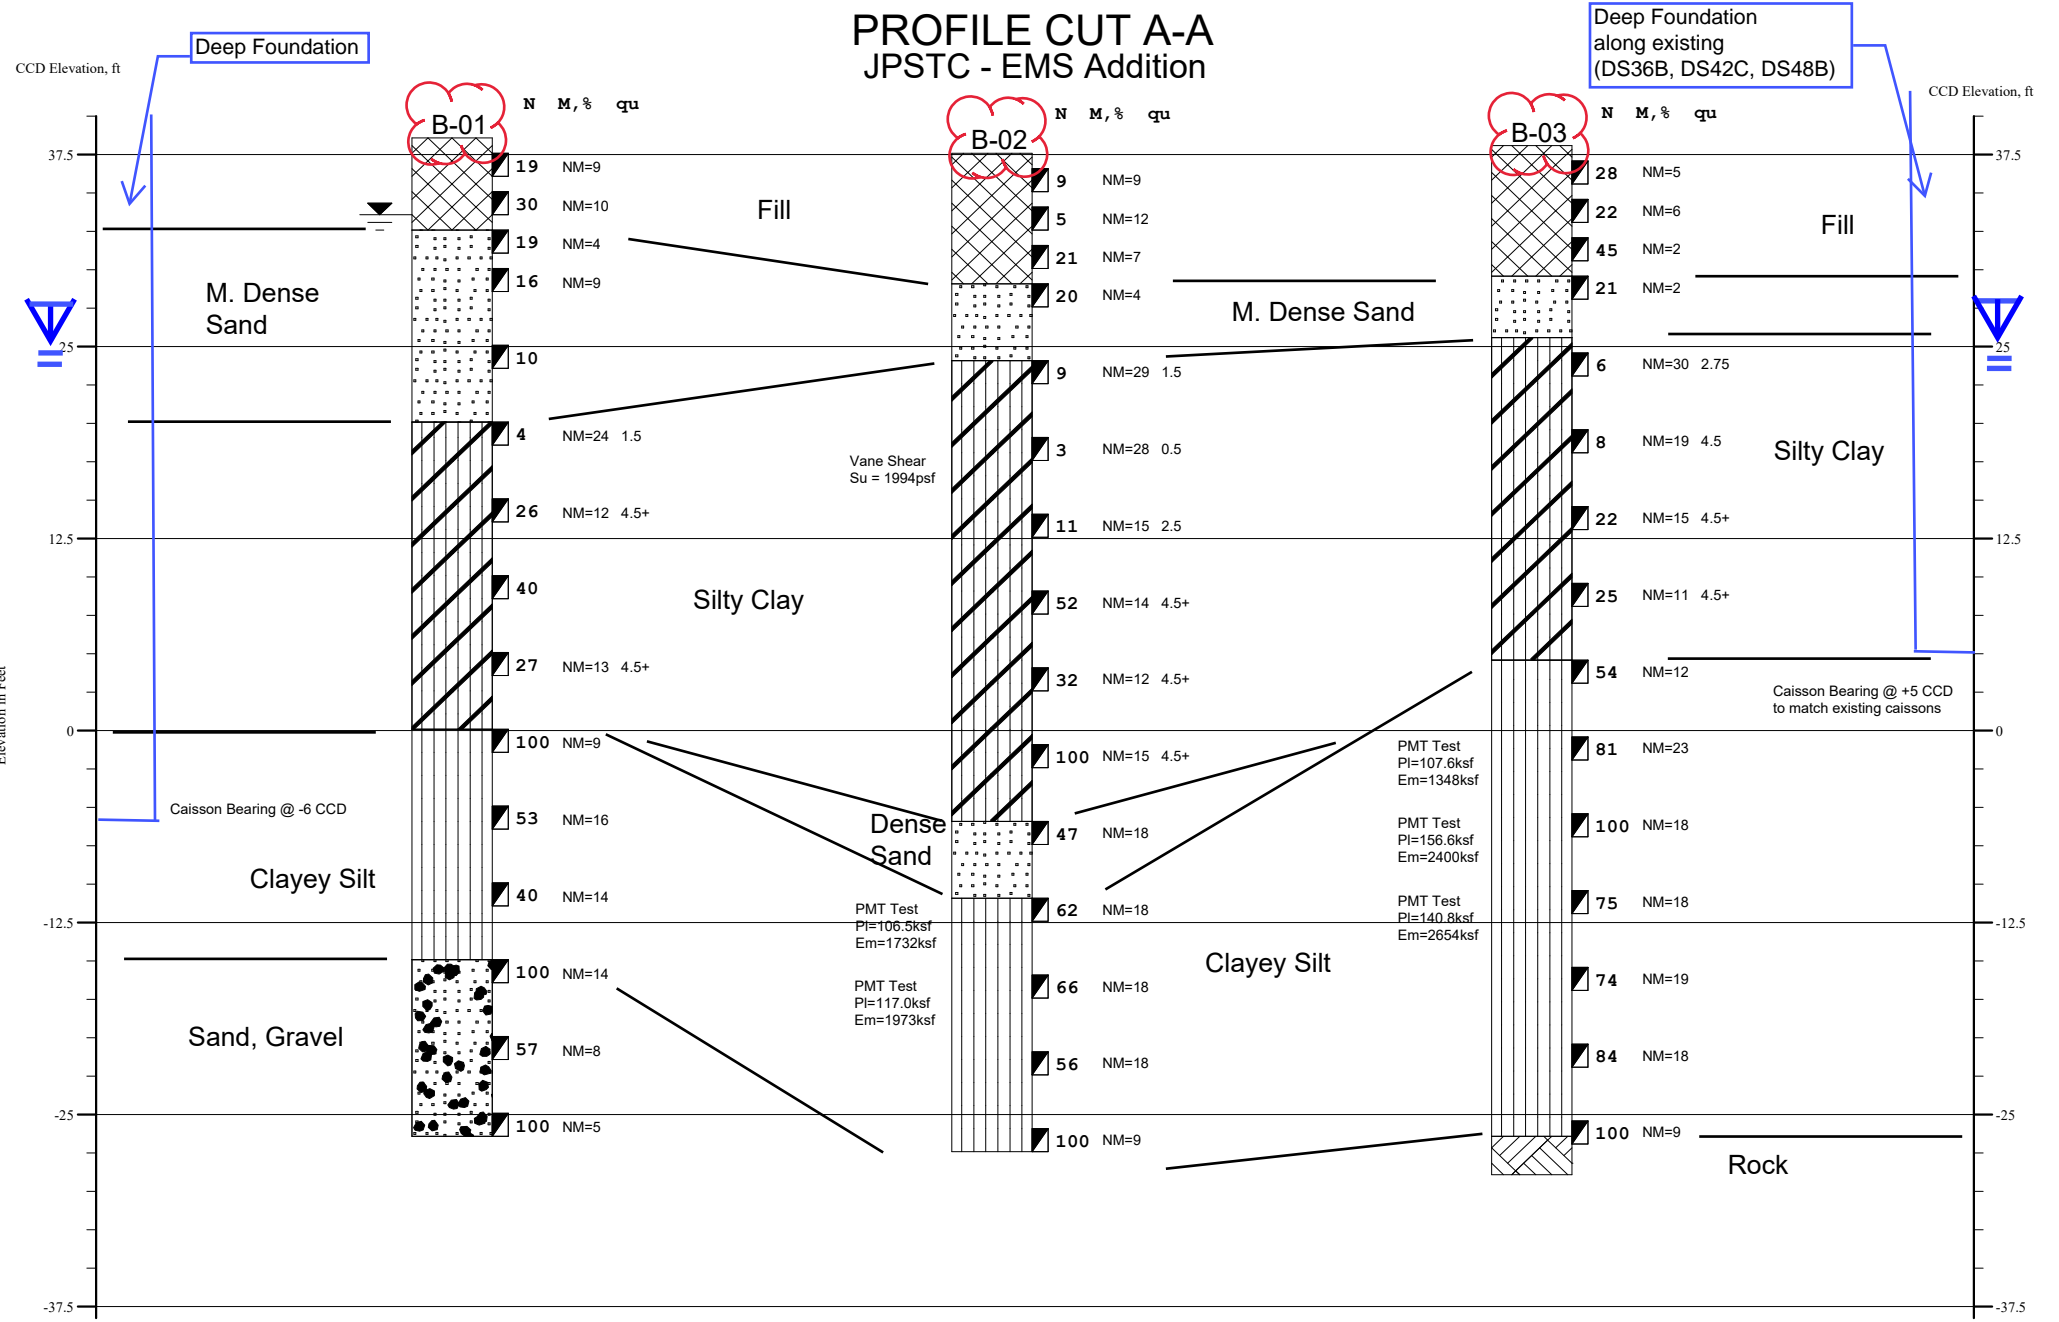 PROFILE CUT A-A
JPSTC - EMS Addition
Deep Foundation
Deep Foundation
along existing
(DS36B, DS42C, DS48B)
CCD Elevation, ft
CCD Elevation, ft
Elevation in Feet
37.5
25
12.5
0
-12.5
-25
-37.5
M. Dense
Sand
Caisson Bearing @ -6 CCD
Clayey Silt
Sand, Gravel
B-01
N M,% qu
19 NM=9
30 NM=10
19 NM=4
16 NM=9
10
4 NM=24 1.5
26 NM=12 4.5+
40
27 NM=13 4.5+
100 NM=9
53 NM=16
40 NM=14
100 NM=14
57 NM=8
100 NM=5
Fill
Silty Clay
Vane Shear
Su = 1994psf
Dense
Sand
PMT Test
Pl=106.5ksf
Em=1732ksf
PMT Test
Pl=117.0ksf
Em=1973ksf
B-02
N M,% qu
9 NM=9
5 NM=12
21 NM=7
20 NM=4
9 NM=29 1.5
3 NM=28 0.5
11 NM=15 2.5
52 NM=14 4.5+
32 NM=12 4.5+
100 NM=15 4.5+
47 NM=18
62 NM=18
66 NM=18
56 NM=18
100 NM=9
M. Dense Sand
PMT Test
Pl=107.6ksf
Em=1348ksf
PMT Test
Pl=156.6ksf
Em=2400ksf
PMT Test
Pl=140.8ksf
Em=2654ksf
Clayey Silt
B-03
N M,% qu
28 NM=5
22 NM=6
45 NM=2
21 NM=2
6 NM=30 2.75
8 NM=19 4.5
22 NM=15 4.5+
25 NM=11 4.5+
54 NM=12
81 NM=23
100 NM=18
75 NM=18
74 NM=19
84 NM=18
100 NM=9
Fill
Silty Clay
Caisson Bearing @ +5 CCD
to match existing caissons
Rock
37.5
25
12.5
0
-12.5
-25
-37.5